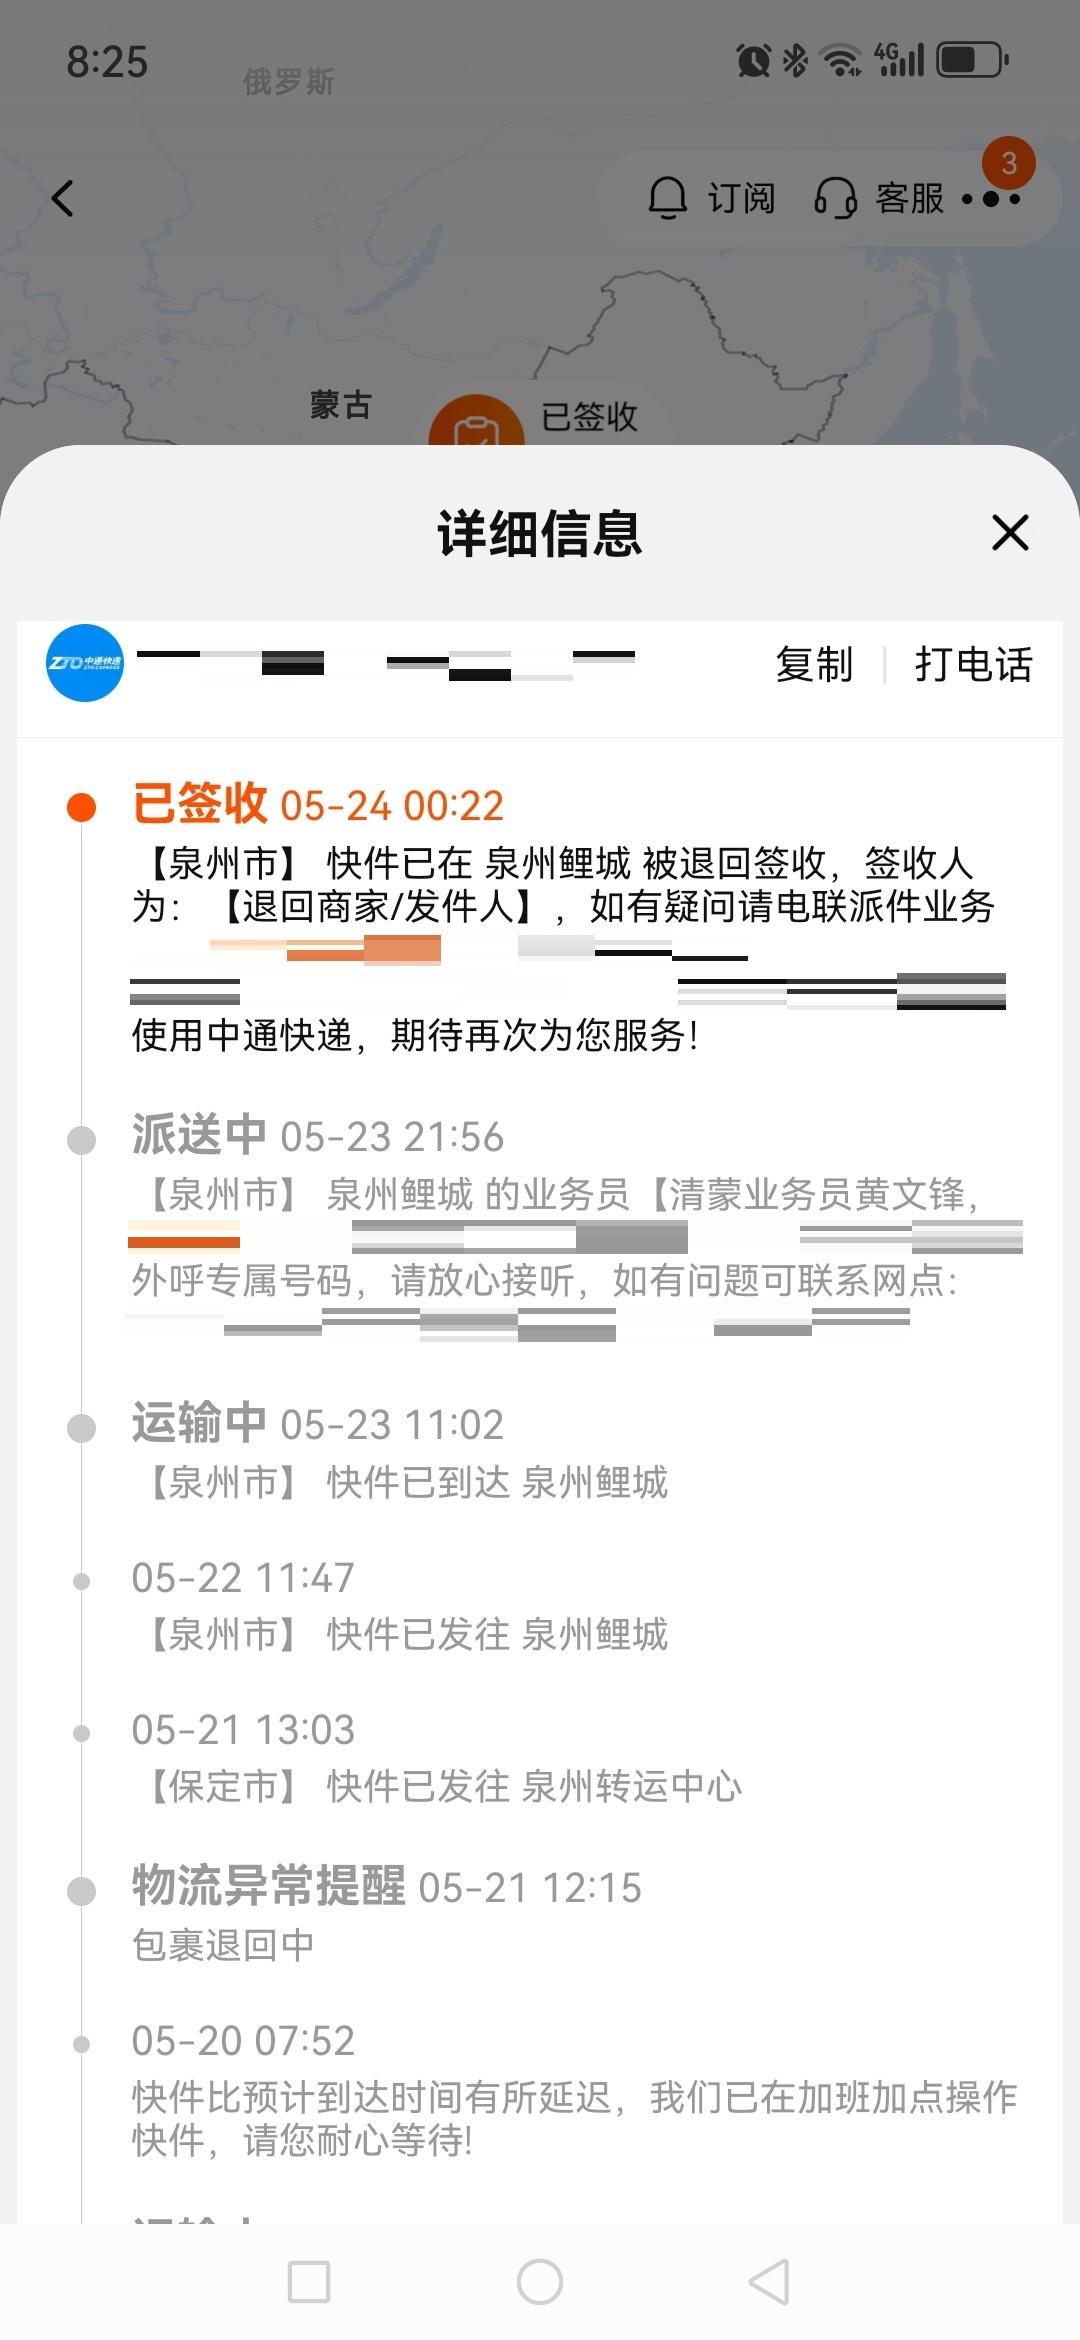 8:25
4G
俄罗斯
订阅
客服
3
蒙古
已签收
详细信息
ZTO 中通快递
ZTO EXPRESS
复制
打电话
已签收 05-24 00:22
【泉州市】 快件已在 泉州鲤城 被退回签收，签收人
为：【退回商家/发件人】，如有疑问请电联派件业务
使用中通快递，期待再次为您服务！
派送中 05-23 21:56
【泉州市】 泉州鲤城 的业务员【清蒙业务员黄文锋，
外呼专属号码，请放心接听，如有问题可联系网点：
运输中 05-23 11:02
【泉州市】 快件已到达 泉州鲤城
05-22 11:47
【泉州市】 快件已发往 泉州鲤城
05-21 13:03
【保定市】 快件已发往 泉州转运中心
物流异常提醒 05-21 12:15
包裹退回中
05-20 07:52
快件比预计到达时间有所延迟，我们已在加班加点操作
快件，请您耐心等待!